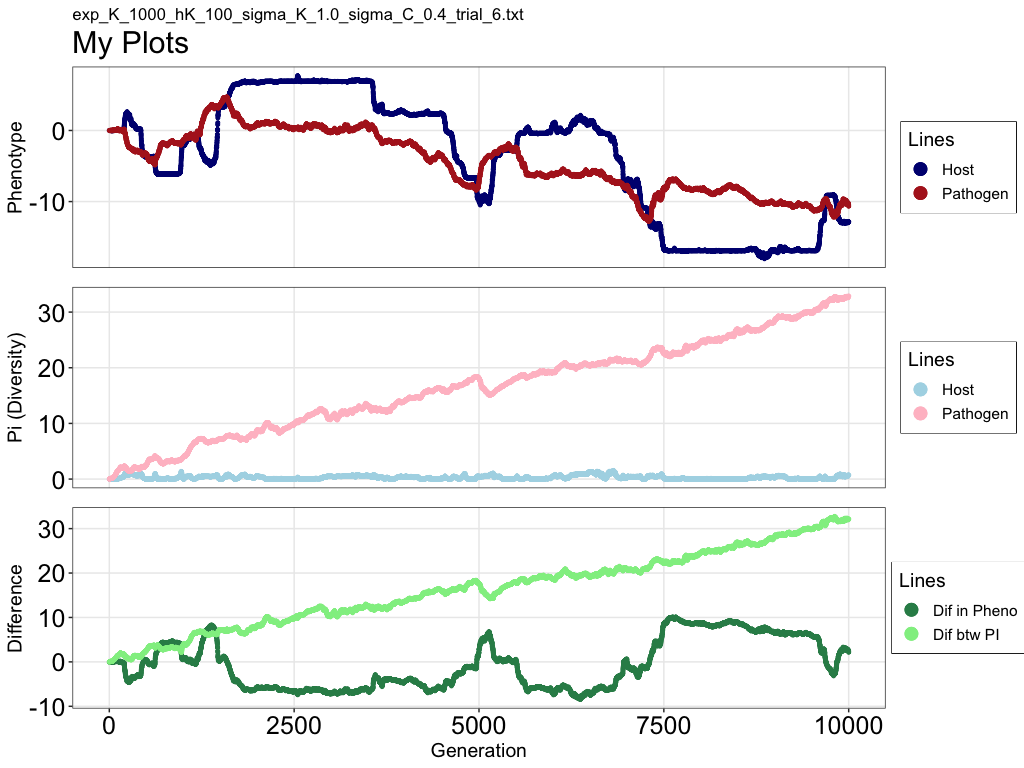 exp_K_1000_hK_100_sigma_K_1.0_sigma_C_0.4_trial_6.txt
My Plots
Phenotype
0
-10
Lines
Host
Pathogen
Pi (Diversity)
30
20
10
0
Lines
Host
Pathogen
Difference
30
20
10
0
-10
Lines
Dif in Pheno
Dif btw PI
0 2500 5000 7500 10000
Generation